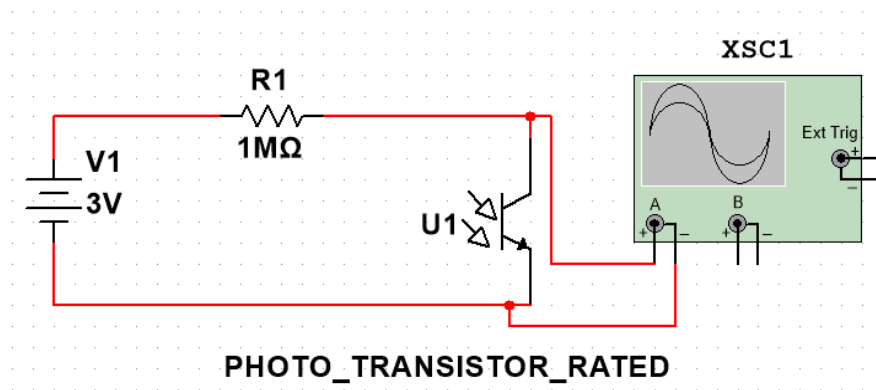 XSC1
R1
1MΩ
V1
3V
U1
Ext Trig
+
−
A
B
+
−
+
−
PHOTO_TRANSISTOR_RATED